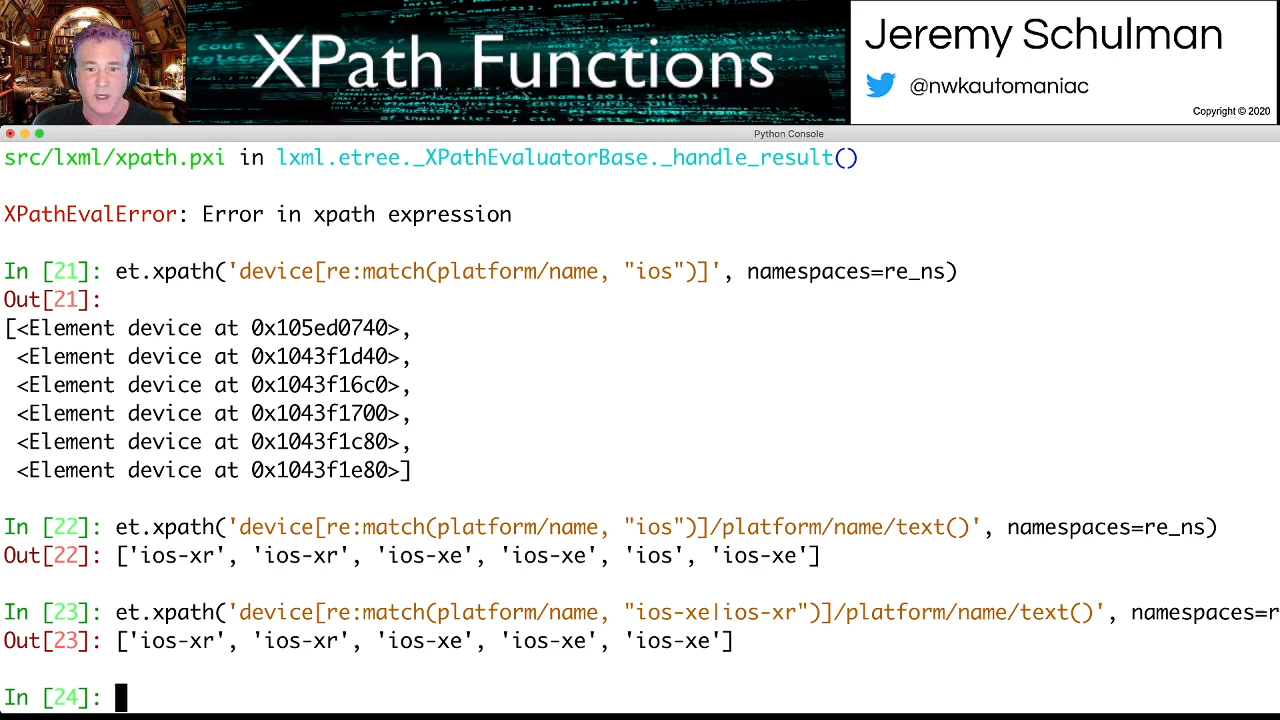 XPath Functions
Jeremy Schulman
@nwkautomaniac
Copyright © 2020
Python Console
src/lxml/xpath.pxi in lxml.etree._XPathEvaluatorBase._handle_result()
XPathEvalError: Error in xpath expression
In [21]: et.xpath('device[re:match(platform/name, "ios")]', namespaces=re_ns)
Out[21]:
[<Element device at 0x105ed0740>,
 <Element device at 0x1043f1d40>,
 <Element device at 0x1043f16c0>,
 <Element device at 0x1043f1700>,
 <Element device at 0x1043f1c80>,
 <Element device at 0x1043f1e80>]
In [22]: et.xpath('device[re:match(platform/name, "ios")]/platform/name/text()', namespaces=re_ns)
Out[22]: ['ios-xr', 'ios-xr', 'ios-xe', 'ios-xe', 'ios', 'ios-xe']
In [23]: et.xpath('device[re:match(platform/name, "ios-xe|ios-xr")]/platform/name/text()', namespaces=r
Out[23]: ['ios-xr', 'ios-xr', 'ios-xe', 'ios-xe', 'ios-xe']
In [24]: